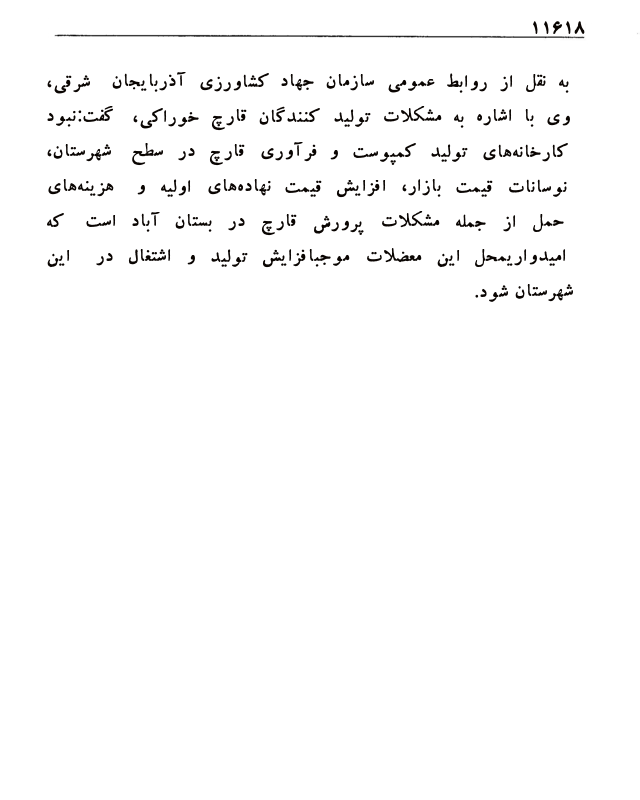 ۱۱۶۱۸
به نقل از روابط عمومی سازمان جهاد کشاورزی آذربایجان شرقی،
وی با اشاره به مشکلات تولید کنندگان قارچ خوراکی، گفت:نبود
کارخانه‌های تولید کمپوست و فرآوری قارچ در سطح شهرستان،
نوسانات قیمت بازار، افزایش قیمت نهاده‌های اولیه و هزینه‌های
حمل از جمله مشکلات پرورش قارچ در بستان آباد است که
امیدواریمحل این معضلات موجبافزایش تولید و اشتغال در این
شهرستان شود.